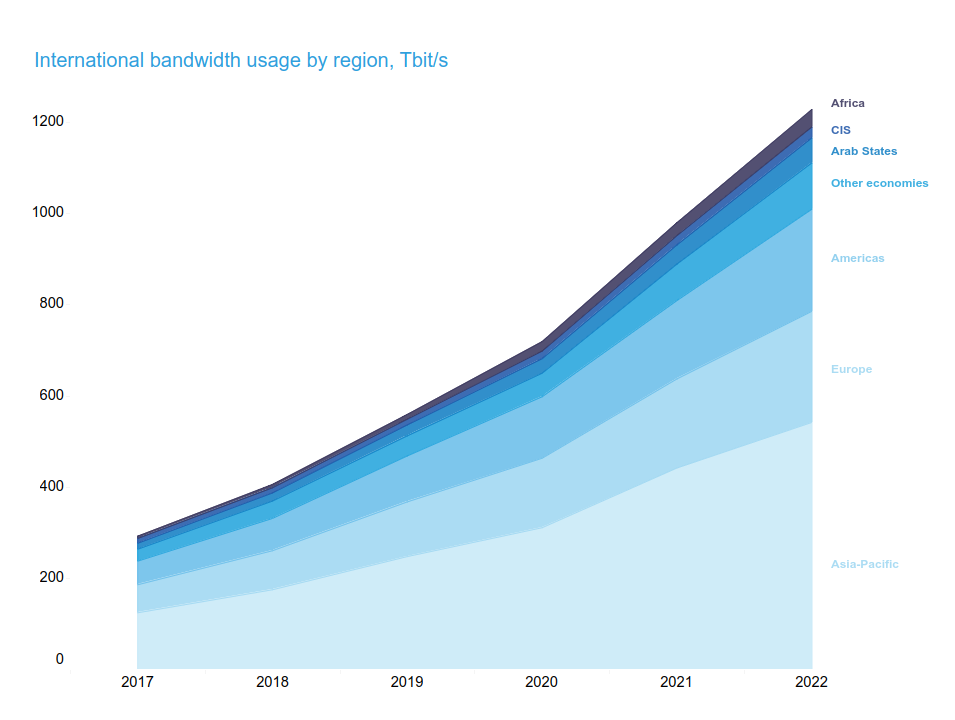 International bandwidth usage by region, Tbit/s
1200
1000
800
600
400
200
0
Africa
CIS
Arab States
Other economies
Americas
Europe
Asia-Pacific
2017 2018 2019 2020 2021 2022